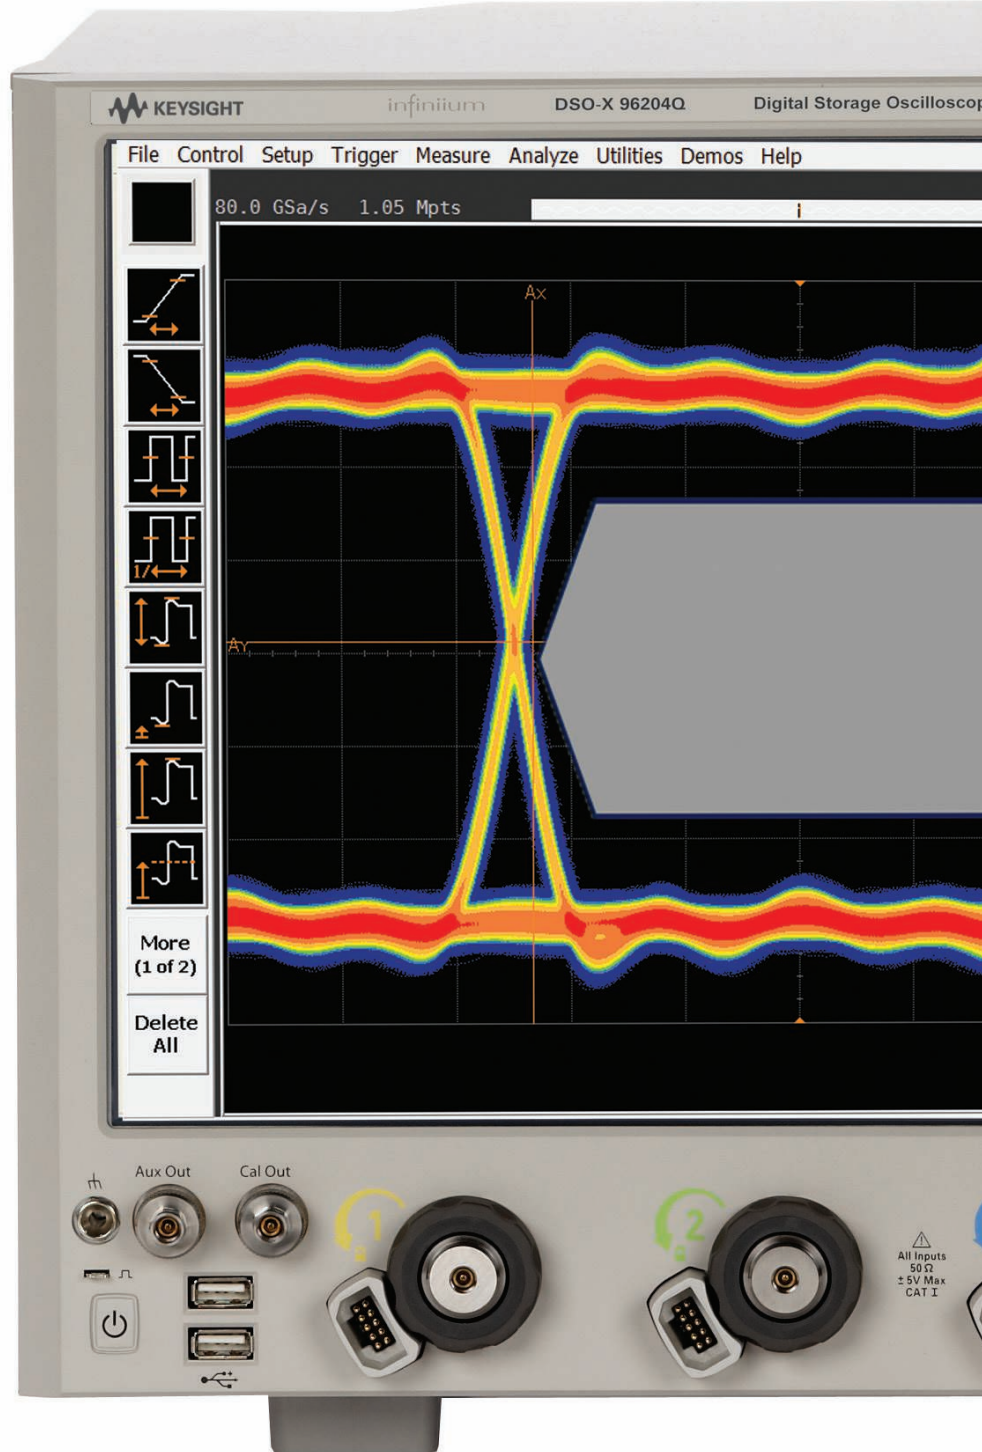 KEYSIGHT infiniium DSO-X 96204Q Digital Storage Oscilloscop
File Control Setup Trigger Measure Analyze Utilities Demos Help
80.0 GSa/s 1.05 Mpts
Ax
Ay
1/
More
(1 of 2)
Delete
All
Aux Out Cal Out
1
2
All Inputs
50 Ω
± 5V Max
CAT I